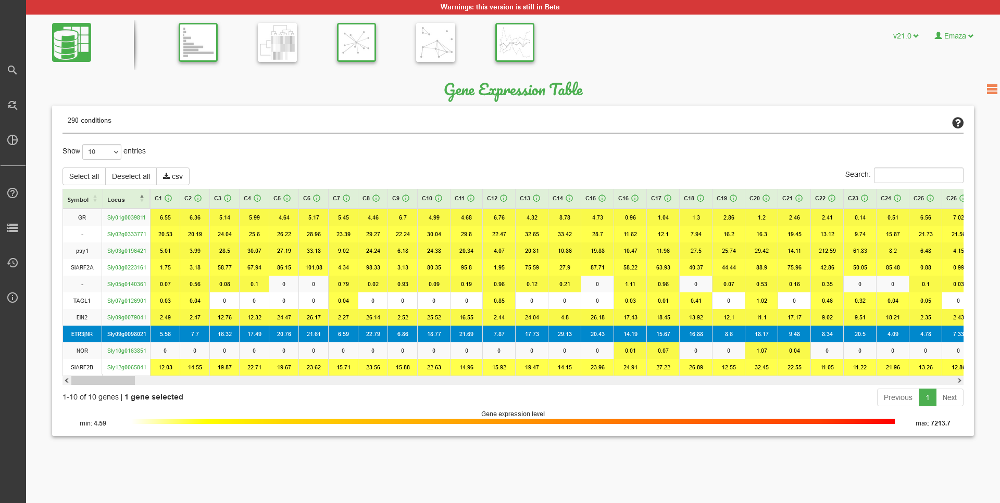 Warnings: this version is still in Beta
v21.0 Emaza
Gene Expression Table
290 conditions
Show 10 entries
Select all Deselect all csv Search:
Symbol Locus C1 C2 C3 C4 C5 C6 C7 C8 C9 C10 C11 C12 C13 C14 C15 C16 C17 C18 C19 C20 C21 C22 C23 C24 C25 C26
GR Sly01g0039811 6.55 6.36 5.14 5.99 4.64 5.17 5.45 4.46 6.7 4.99 4.68 6.76 4.32 8.78 4.73 0.96 1.04 1.3 2.86 1.2 2.46 2.41 0.14 0.51 6.56 7.02
- Sly02g0333771 20.53 20.19 24.04 25.6 26.22 28.96 23.39 29.27 22.24 30.04 29.8 22.47 32.65 33.42 28.7 11.62 12.1 7.94 16.2 16.3 19.45 13.12 9.74 15.87 21.73 21.56
psy1 Sly03g0196421 5.01 3.99 28.5 30.07 27.19 33.18 9.02 24.24 6.18 24.38 20.34 4.07 20.81 10.86 19.88 10.47 11.96 27.5 25.74 29.42 14.11 212.59 61.83 8.2 6.48 4.15
SlARF2A Sly03g0223161 1.75 3.18 58.77 67.94 86.15 101.08 4.34 98.33 3.13 80.35 95.8 1.95 75.59 27.9 87.71 58.22 63.93 40.37 44.44 88.9 75.96 42.86 50.05 85.48 0.88 0.99
- Sly05g0140361 0.07 0.56 0.08 0.1 0 0 0.79 0.02 0.93 0.09 0.19 0.96 0.12 0.21 0 1.11 0.96 0 0.07 0.53 0.16 0.35 0 0 0.1 0.03
TAGL1 Sly07g0126901 0.03 0.04 0 0 0 0 0.04 0 0 0 0 0.85 0 0 0 0.03 0.01 0.41 0 1.02 0 0.46 0.32 0.04 0.05 0
EIN2 Sly09g0079041 2.49 2.47 12.76 12.32 24.47 26.17 2.27 26.14 2.52 25.52 16.55 2.44 24.04 4.8 26.18 17.43 18.45 13.92 12.1 11.1 17.17 9.02 9.51 18.21 2.35 2.43
ETR3|NR Sly09g0098021 5.56 7.7 16.32 17.49 20.76 21.61 6.59 22.79 6.86 18.77 21.69 7.87 17.73 29.13 20.43 14.19 15.67 16.88 8.6 18.17 9.48 8.34 20.5 4.09 4.78 7.33
NOR Sly10g0163851 0 0 0 0 0 0 0 0 0 0 0 0 0 0 0 0.01 0.07 0 0 1.07 0.04 0 0 0 0 0
SlARF2B Sly12g0065841 12.03 14.55 19.87 22.71 19.67 23.62 15.71 23.56 15.88 22.63 14.96 15.92 19.47 14.15 23.96 24.91 27.22 26.89 12.55 32.45 22.55 11.05 11.22 21.96 13.26 12.86
1-10 of 10 genes | 1 gene selected Previous 1 Next
Gene expression level
min: 4.59 max: 7213.7